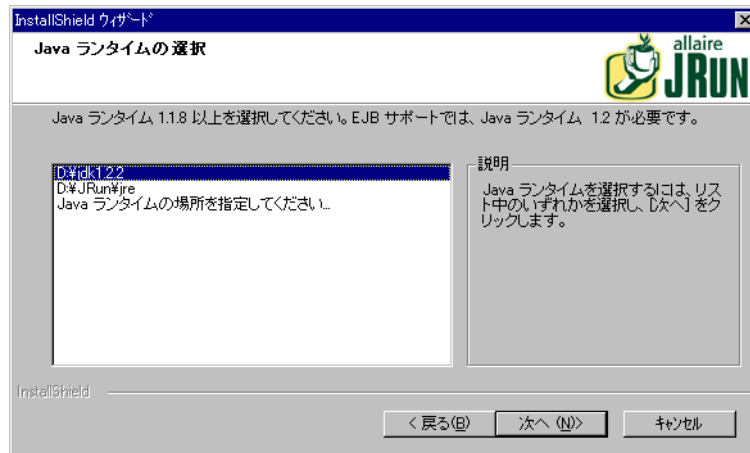 InstallShield ウィザード
Java ランタイムの選択
allaire
JRUN
Java ランタイム 1.1.8 以上を選択してください。EJB サポートでは、Java ランタイム 1.2 が必要です。
D:¥jdk1.2.2
D:¥JRun¥jre
Java ランタイムの場所を指定してください...
説明
Java ランタイムを選択するには、リス
ト中のいずれかを選択し、[次へ] をク
リックします。
InstallShield
< 戻る(B)
次へ (N)>
キャンセル